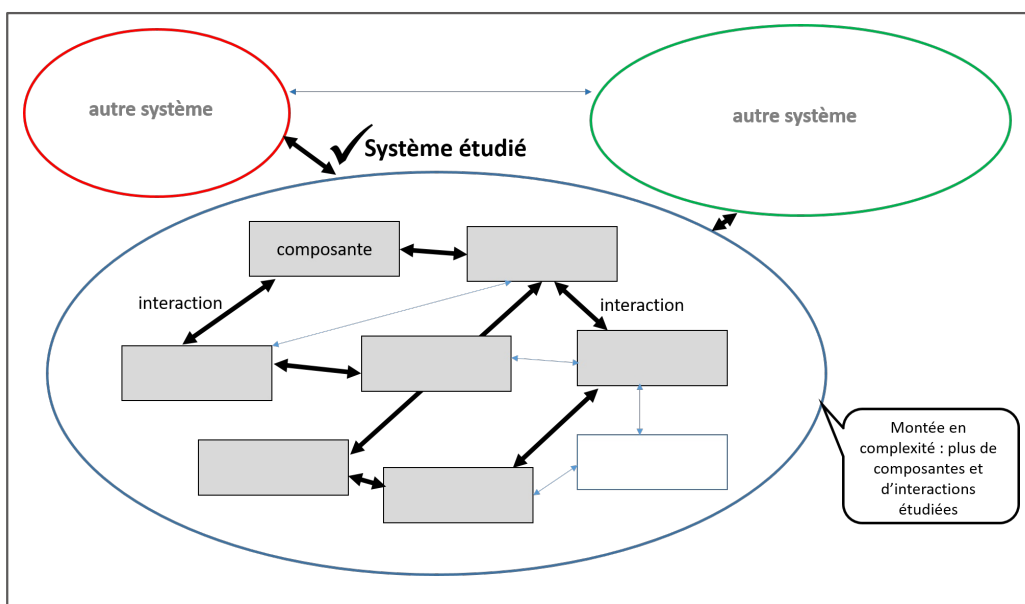 autre système
autre système
Système étudié
composante
interaction
interaction
Montée en
complexité : plus de
composantes et
d’interactions
étudiées